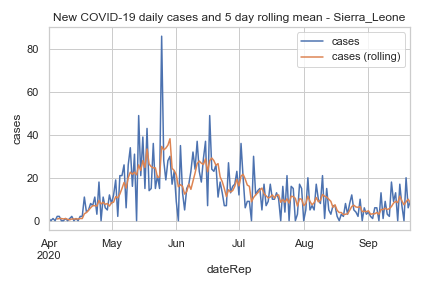 New COVID-19 daily cases and 5 day rolling mean - Sierra_Leone
cases
cases (rolling)
80
60
40
20
0
cases
Apr
2020
May
Jun
Jul
Aug
Sep
dateRep